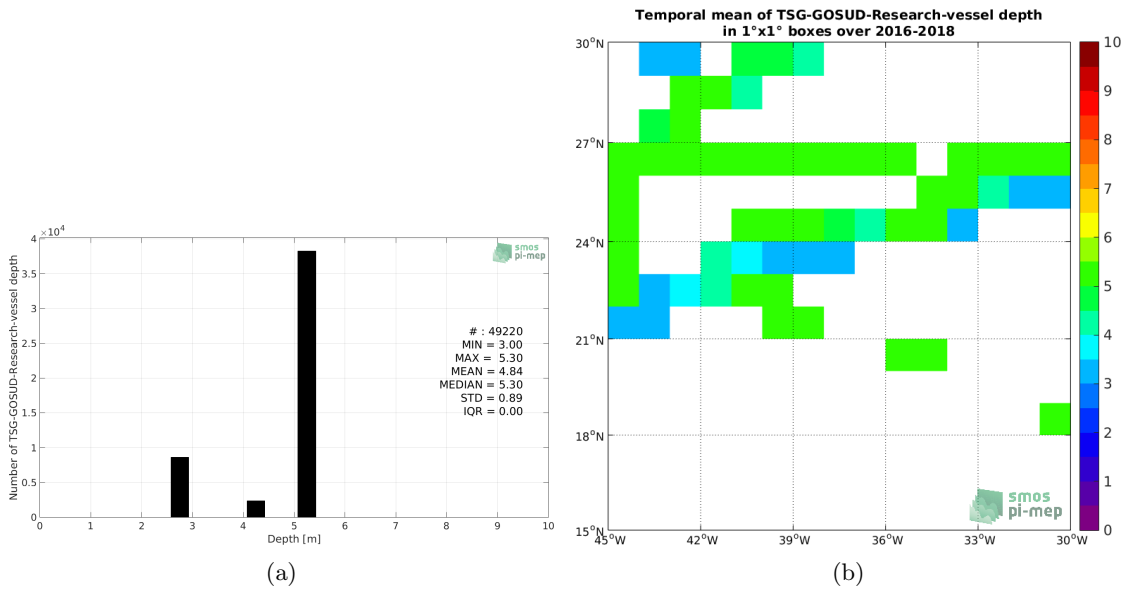 ×10⁴
4
3.5
3
2.5
2
1.5
1
0.5
0
Number of TSG-GOSUD-Research-vessel depth
smos
pi-mep
# : 49220
MIN = 3.00
MAX = 5.30
MEAN = 4.84
MEDIAN = 5.30
STD = 0.89
IQR = 0.00
0 1 2 3 4 5 6 7 8 9 10
Depth [m]
(a)
Temporal mean of TSG-GOSUD-Research-vessel depth
in 1°x1° boxes over 2016-2018
30°N
27°N
24°N
21°N
18°N
15°N
45°W 42°W 39°W 36°W 33°W 30°W
smos
pi-mep
10
9
8
7
6
5
4
3
2
1
0
(b)